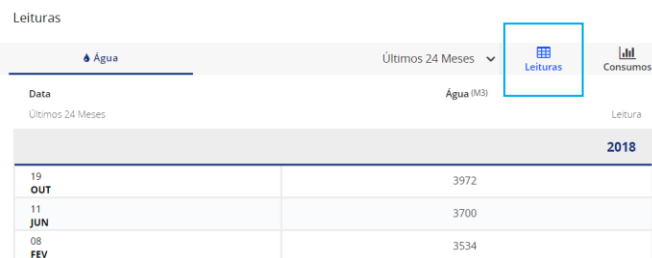 Leituras
Água
Últimos 24 Meses
Leituras
Consumos
Data
Água (M3)
Últimos 24 Meses
Leitura
2018
19
OUT
3972
11
JUN
3700
08
FEV
3534